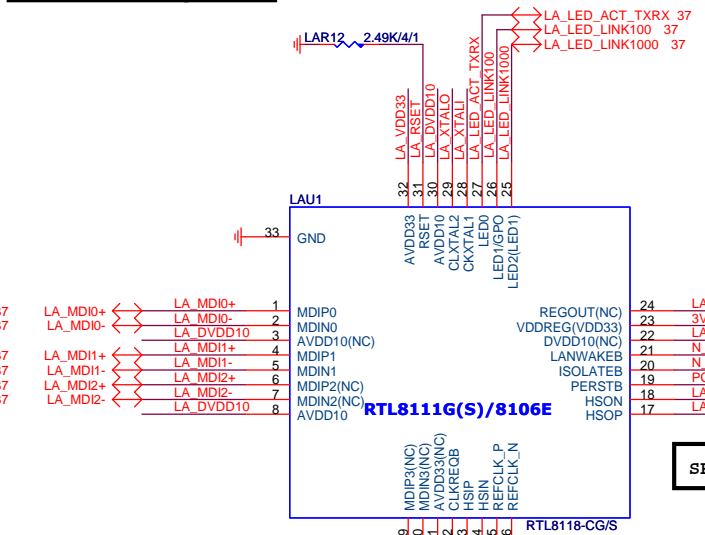 LA_LED_ACT_TXRX 37
LA_LED_LINK100 37
LA_LED_LINK1000 37
LAR12 2.49K/4/1
LA_VDD33
LA_RSET
LA_DVDD10
LA_XTALO
LA_XTALI
LA_LED_ACT_TXRX
LA_LED_LINK100
LA_LED_LINK1000
32
31
30
29
28
27
26
25
LAU1
AVDD33
RSET
AVDD10
CLXTAL2
CKXTAL1
LED0
LED1/GPO
LED2(LED1)
33 GND
LA_MDI0+ LA_MDI0+ 1 MDIP0
LA_MDI0- LA_MDI0- 2 MDIN0
LA_DVDD10 3 AVDD10(NC)
LA_MDI1+ LA_MDI1+ 4 MDIP1
LA_MDI1- LA_MDI1- 5 MDIN1
LA_MDI2+ LA_MDI2+ 6 MDIP2(NC)
LA_MDI2- LA_MDI2- 7 MDIN2(NC)
LA_DVDD10 8 AVDD10
RTL8111G(S)/8106E
REGOUT(NC) 24
VDDREG(VDD33) 23
DVDD10(NC) 22
LANWAKEB 21
ISOLATEB 20
PERSTB 19
HSON 18
HSOP 17
MDIP3(NC)
MDIN3(NC)
AVDD33(NC)
CLKREQB
HSIP
HSIN
REFCLK_P
REFCLK_N
RTL8118-CG/S